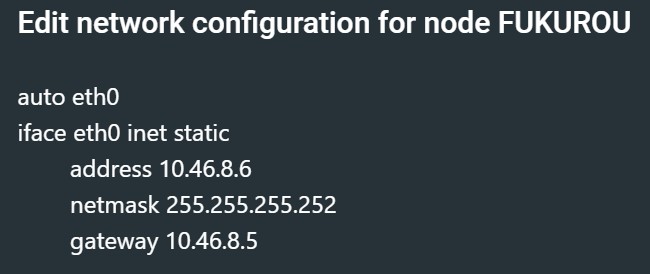 Edit network configuration for node FUKUROU
auto eth0
iface eth0 inet static
address 10.46.8.6
netmask 255.255.255.252
gateway 10.46.8.5